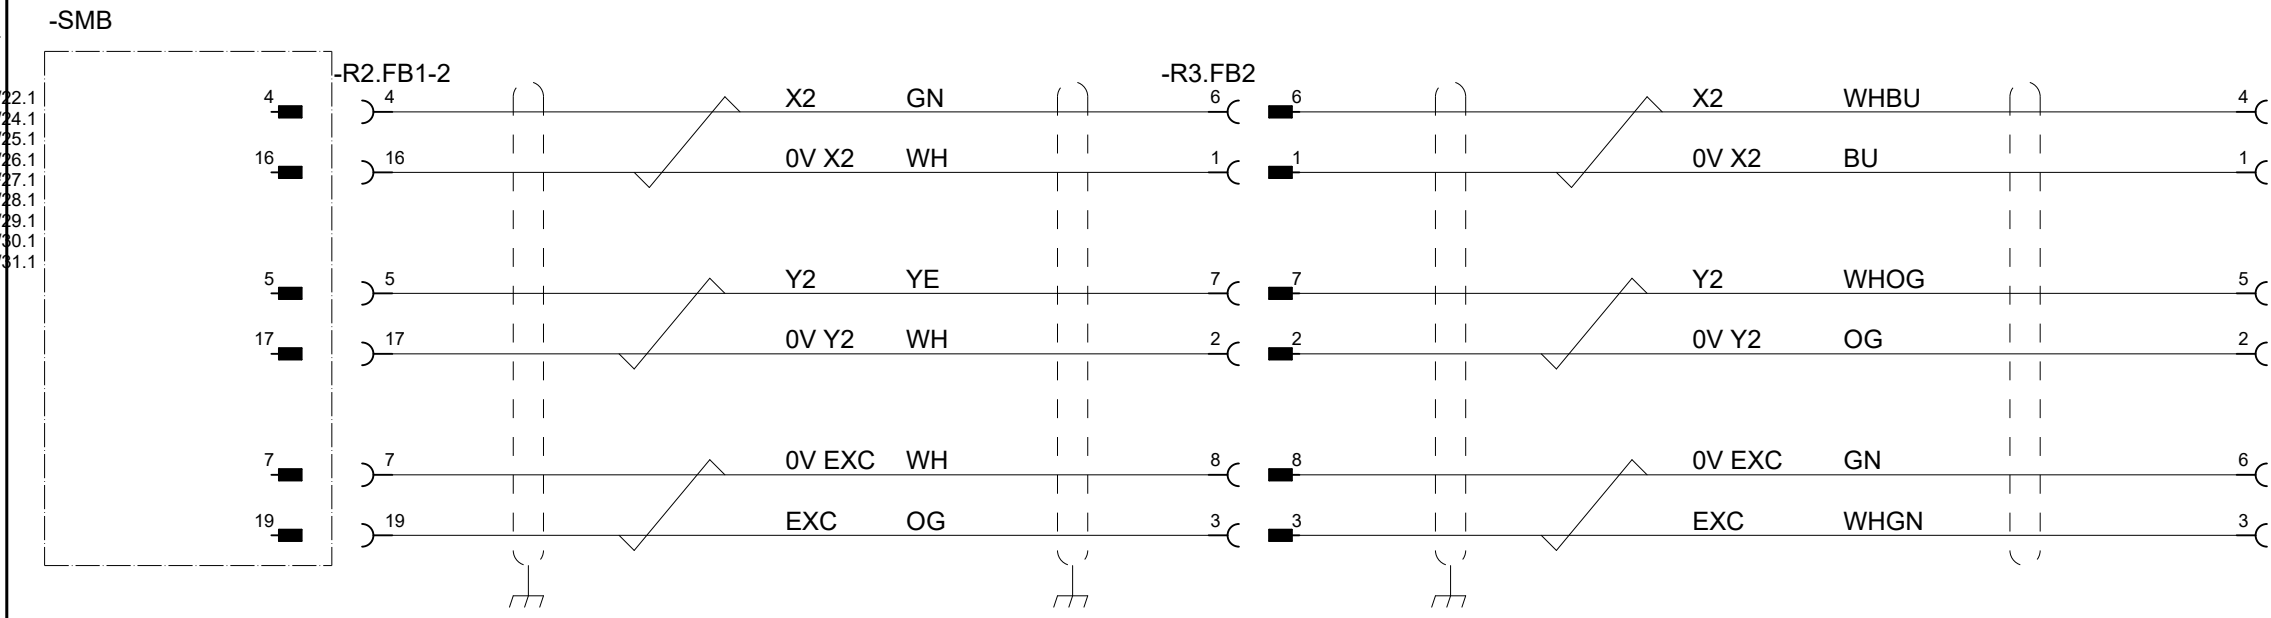 -SMB
-R2.FB1-2
-R3.FB2
/22.1
/24.1
/25.1
/26.1
/27.1
/28.1
/29.1
/30.1
/31.1
4 4 X2 GN 6 6 X2 WHBU 4
16 16 0V X2 WH 1 1 0V X2 BU 1
5 5 Y2 YE 7 7 Y2 WHOG 5
17 17 0V Y2 WH 2 2 0V Y2 OG 2
7 7 0V EXC WH 8 8 0V EXC GN 6
19 19 EXC OG 3 3 EXC WHGN 3